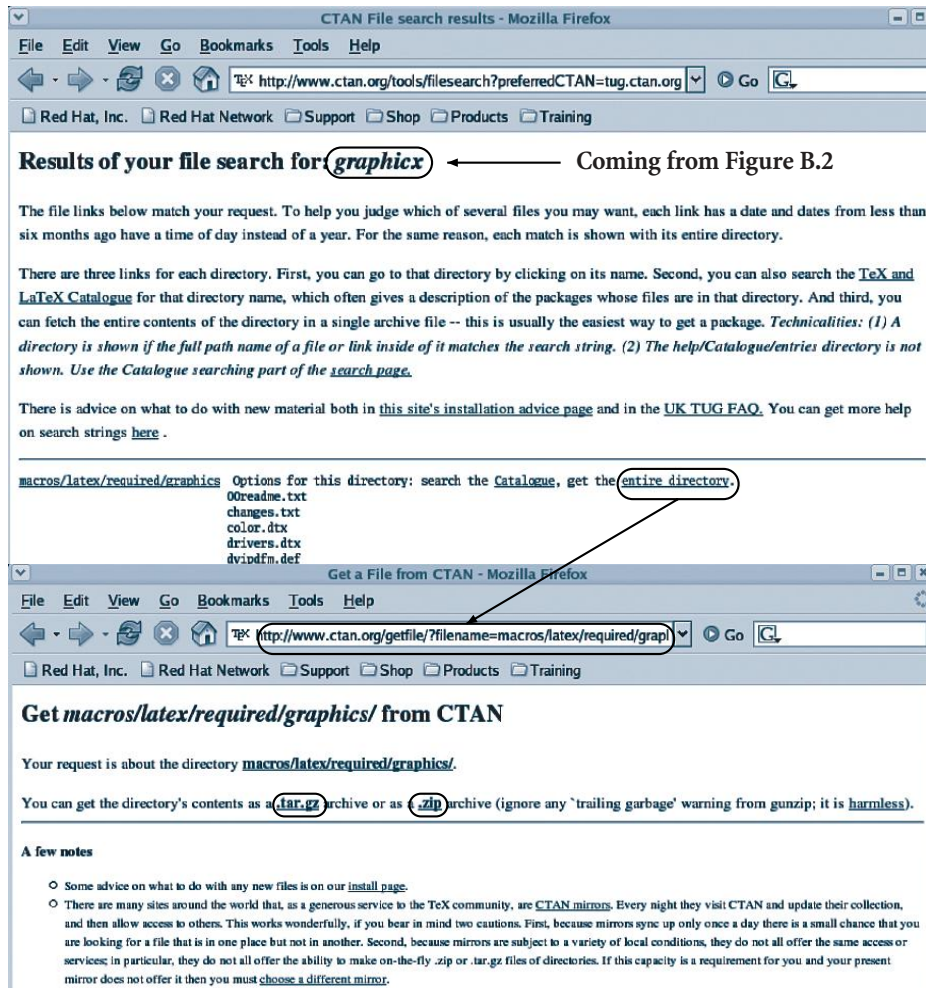 CTAN File search results - Mozilla Firefox
File Edit View Go Bookmarks Tools Help
TEX http://www.ctan.org/tools/filesearch?preferredCTAN=tug.ctan.org Go G
Red Hat, Inc. Red Hat Network Support Shop Products Training
Results of your file search for: graphicx Coming from Figure B.2
The file links below match your request. To help you judge which of several files you may want, each link has a date and dates from less than
six months ago have a time of day instead of a year. For the same reason, each match is shown with its entire directory.
There are three links for each directory. First, you can go to that directory by clicking on its name. Second, you can also search the TeX and
LaTeX Catalogue for that directory name, which often gives a description of the packages whose files are in that directory. And third, you
can fetch the entire contents of the directory in a single archive file -- this is usually the easiest way to get a package. Technicalities: (1) A
directory is shown if the full path name of a file or link inside of it matches the search string. (2) The help/Catalogue/entries directory is not
shown. Use the Catalogue searching part of the search page.
There is advice on what to do with new material both in this site's installation advice page and in the UK TUG FAQ. You can get more help
on search strings here .
macros/latex/required/graphics Options for this directory: search the Catalogue, get the entire directory.
00readme.txt
changes.txt
color.dtx
drivers.dtx
dvipdfm.def
Get a File from CTAN - Mozilla Firefox
File Edit View Go Bookmarks Tools Help
TEX http://www.ctan.org/getfile/?filename=macros/latex/required/grapl Go G
Red Hat, Inc. Red Hat Network Support Shop Products Training
Get macros/latex/required/graphics/ from CTAN
Your request is about the directory macros/latex/required/graphics/.
You can get the directory's contents as a .tar.gz archive or as a .zip archive (ignore any `trailing garbage' warning from gunzip; it is harmless).
A few notes
Some advice on what to do with any new files is on our install page.
There are many sites around the world that, as a generous service to the TeX community, are CTAN mirrors. Every night they visit CTAN and update their collection,
and then allow access to others. This works wonderfully, if you bear in mind two cautions. First, because mirrors sync up only once a day there is a small chance that you
are looking for a file that is in one place but not in another. Second, because mirrors are subject to a variety of local conditions, they do not all offer the same access or
services; in particular, they do not all offer the ability to make on-the-fly .zip or .tar.gz files of directories. If this capacity is a requirement for you and your present
mirror does not offer it then you must choose a different mirror.